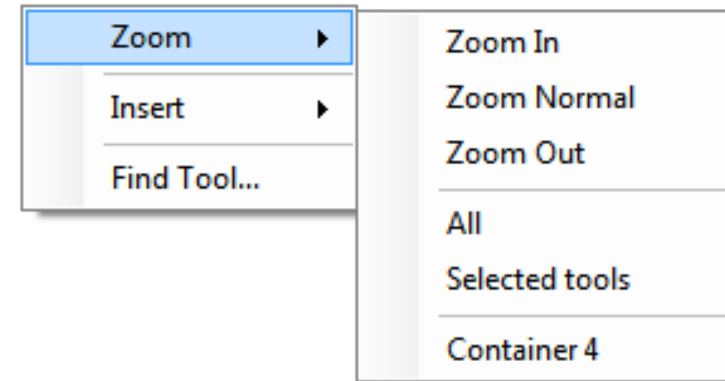 Zoom
Insert
Find Tool...
Zoom In
Zoom Normal
Zoom Out
All
Selected tools
Container 4